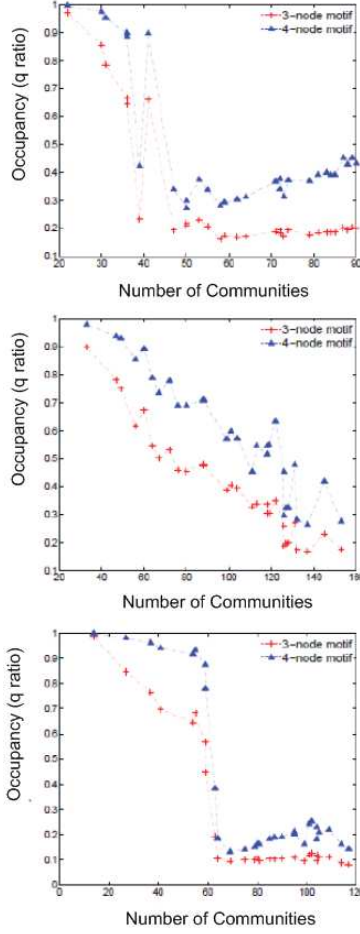 1
0.9
0.8
0.7
0.6
0.5
0.4
0.3
0.2
0.1
20 30 40 50 60 70 80 90
3-node motif
4-node motif
Occupancy (q ratio)
Number of Communities
1
0.9
0.8
0.7
0.6
0.5
0.4
0.3
0.2
0.1
20 40 60 80 100 120 140 160
3-node motif
4-node motif
Occupancy (q ratio)
Number of Communities
1
0.9
0.8
0.7
0.6
0.5
0.4
0.3
0.2
0.1
0
0 20 40 60 80 100 120
3-node motif
4-node motif
Occupancy (q ratio)
Number of Communities